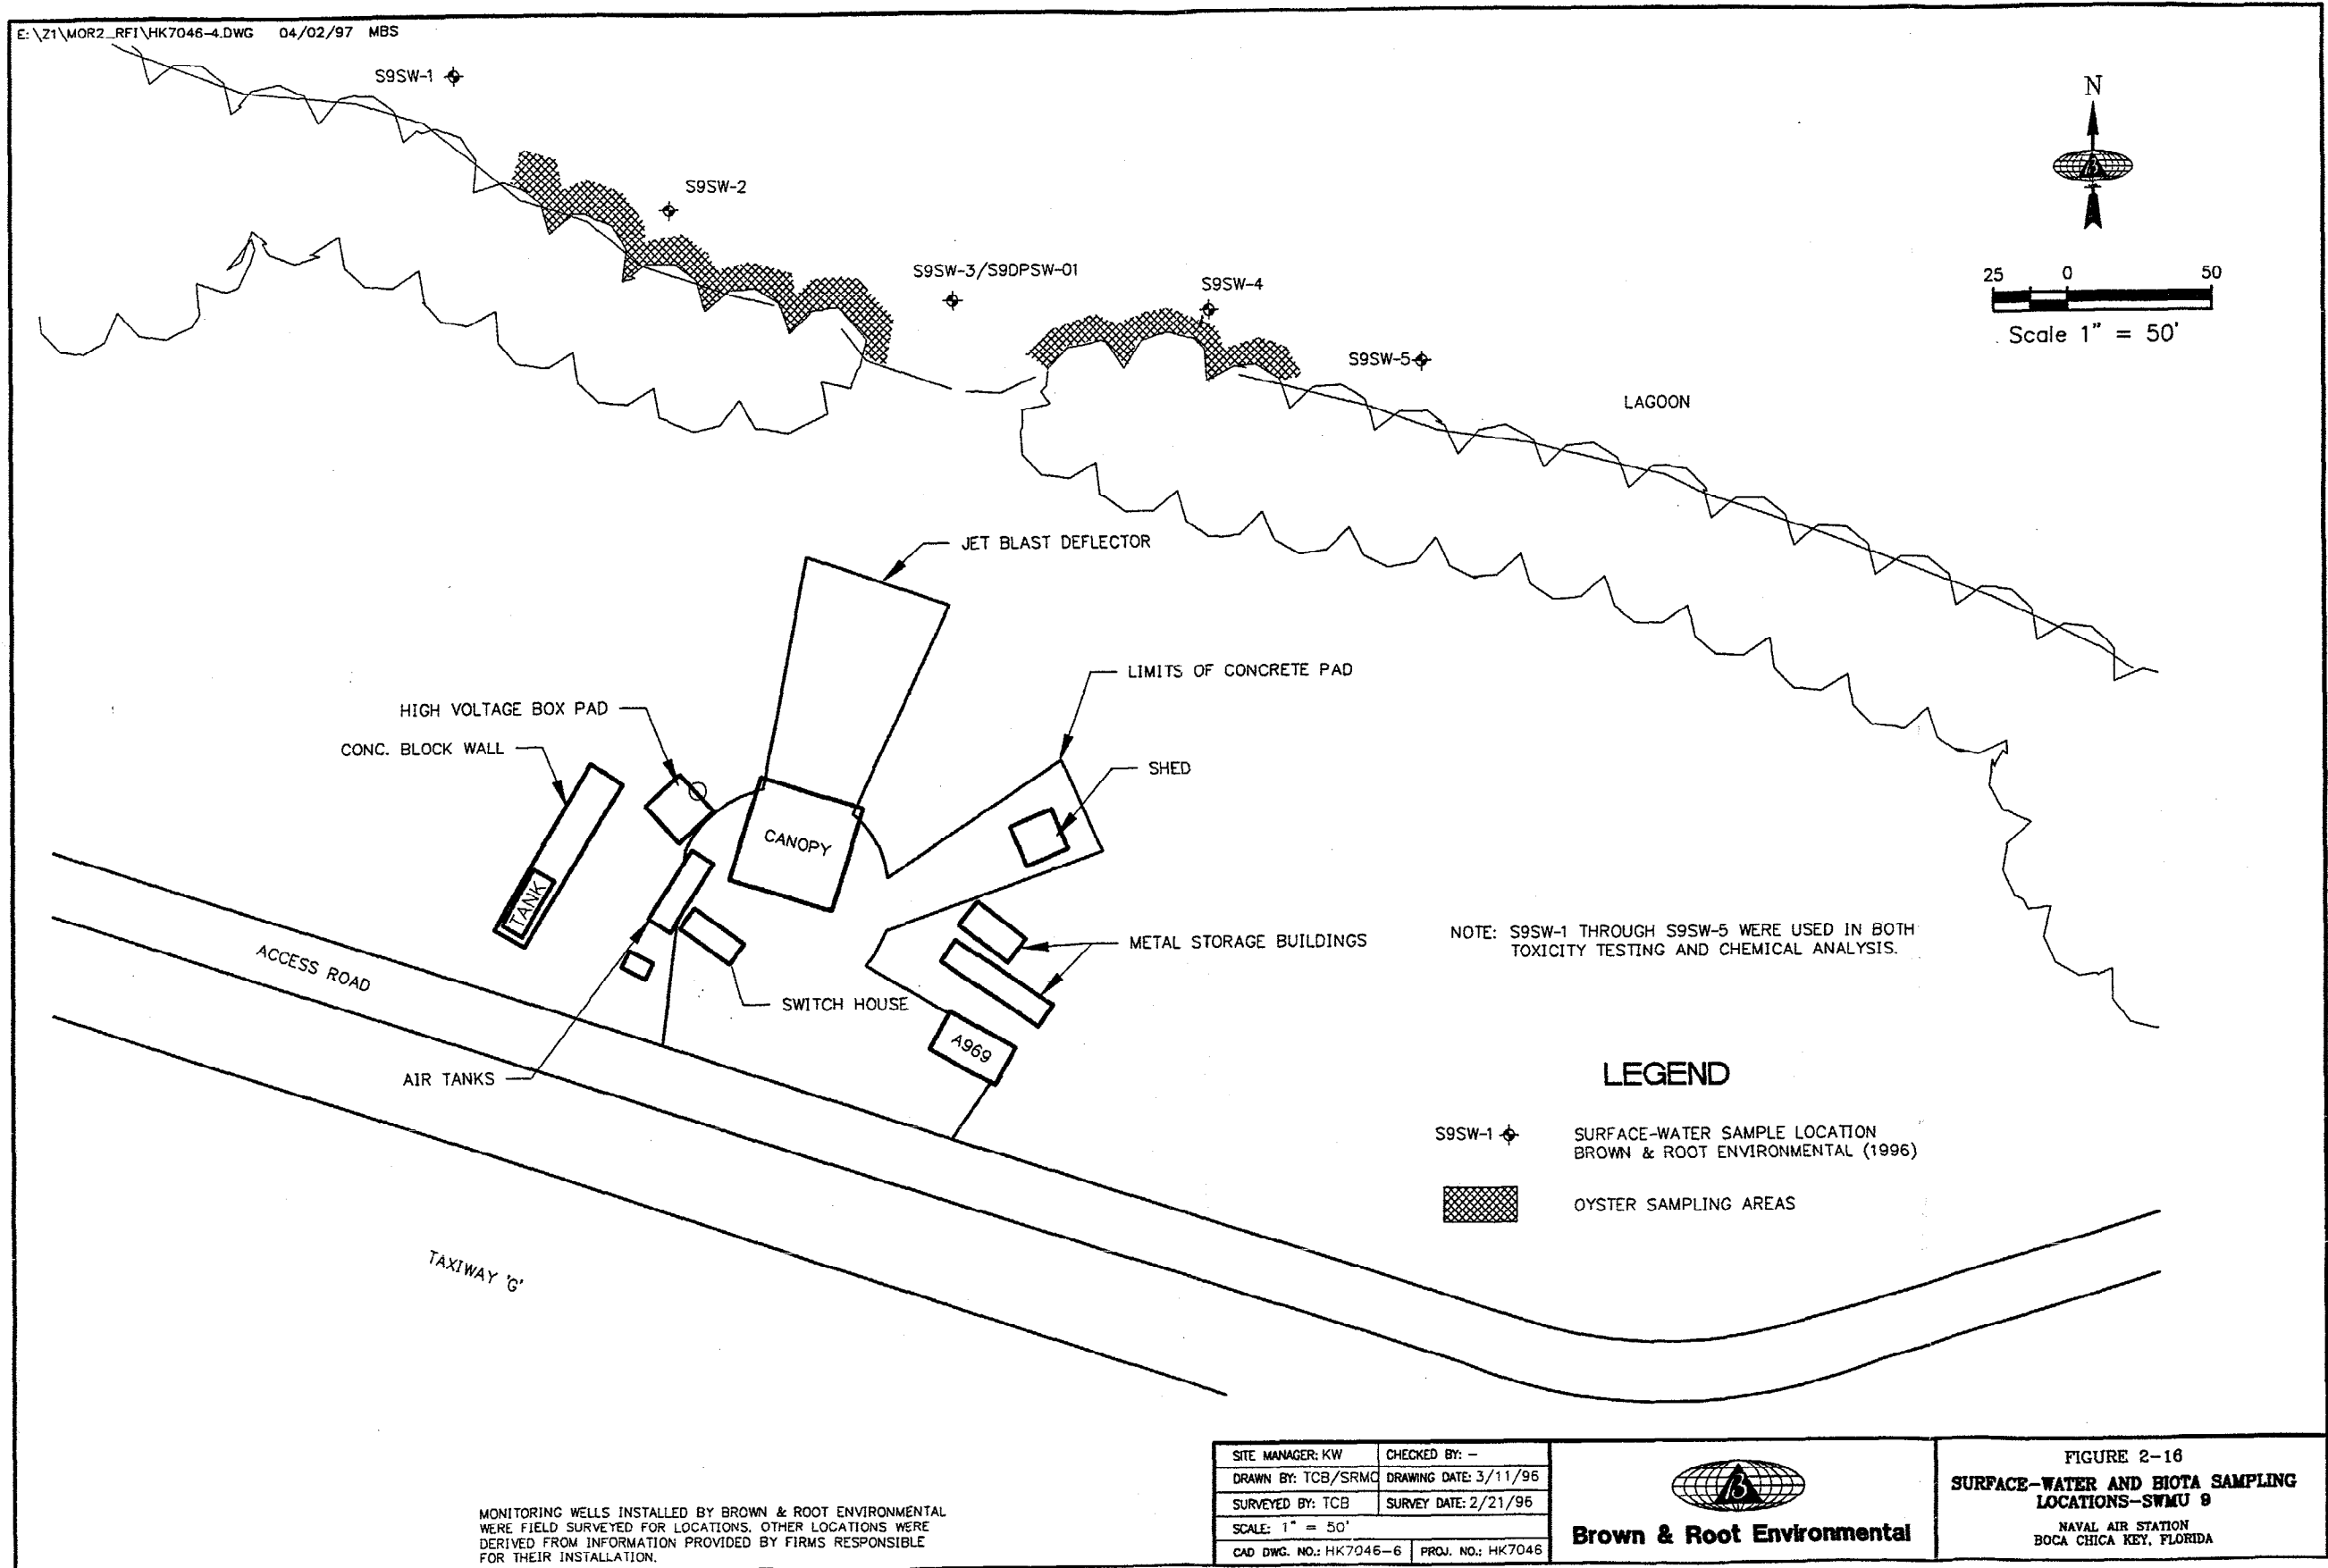 E:\Z1\MOR2_RFI\HK7046-4.DWG 04/02/97 MBS
S9SW-1
S9SW-2
S9SW-3/S9DPSW-01
S9SW-4
S9SW-5
LAGOON
N
25 0 50
Scale 1" = 50'
JET BLAST DEFLECTOR
LIMITS OF CONCRETE PAD
HIGH VOLTAGE BOX PAD
CONC. BLOCK WALL
SHED
CANOPY
TANK
ACCESS ROAD
METAL STORAGE BUILDINGS
SWITCH HOUSE
A969
AIR TANKS
TAXIWAY 'G'
NOTE: S9SW-1 THROUGH S9SW-5 WERE USED IN BOTH
TOXICITY TESTING AND CHEMICAL ANALYSIS.
LEGEND
S9SW-1 SURFACE-WATER SAMPLE LOCATION
BROWN & ROOT ENVIRONMENTAL (1996)
OYSTER SAMPLING AREAS
MONITORING WELLS INSTALLED BY BROWN & ROOT ENVIRONMENTAL
WERE FIELD SURVEYED FOR LOCATIONS. OTHER LOCATIONS WERE
DERIVED FROM INFORMATION PROVIDED BY FIRMS RESPONSIBLE
FOR THEIR INSTALLATION.
SITE MANAGER: KW CHECKED BY: -
DRAWN BY: TCB/SRMC DRAWING DATE: 3/11/96
SURVEYED BY: TCB SURVEY DATE: 2/21/96
SCALE: 1" = 50'
CAD DWG. NO.: HK7046-6 PROJ. NO.: HK7046
Brown & Root Environmental
FIGURE 2-16
SURFACE-WATER AND BIOTA SAMPLING
LOCATIONS-SWMU 9
NAVAL AIR STATION
BOCA CHICA KEY, FLORIDA